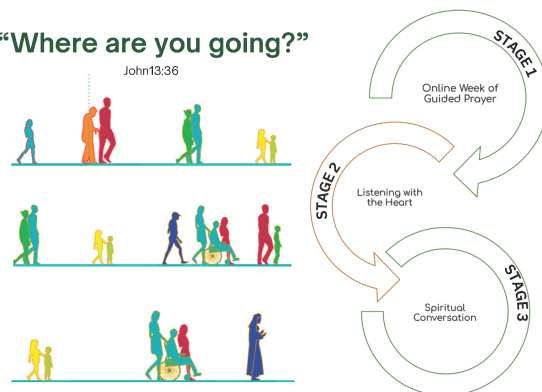 “Where are you going?”
John13:36
STAGE 1
Online Week of
Guided Prayer
STAGE 2
Listening with
the Heart
STAGE 3
Spiritual
Conversation